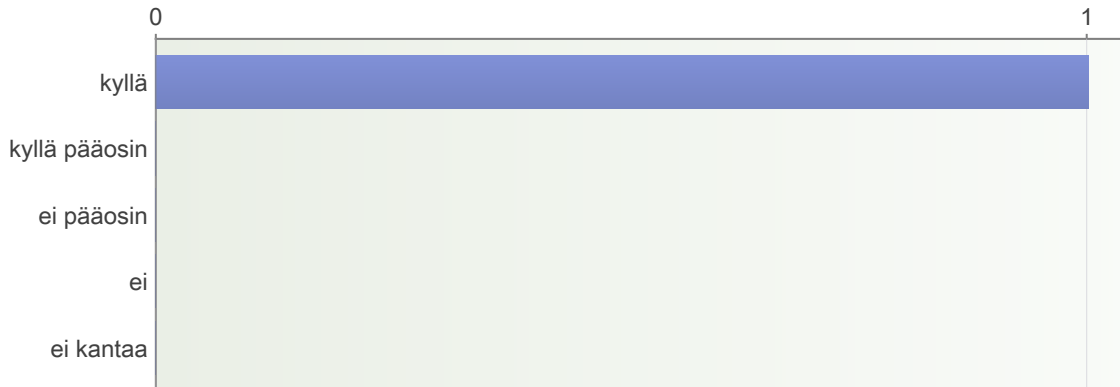 0 1
kyllä
kyllä pääosin
ei pääosin
ei
ei kantaa